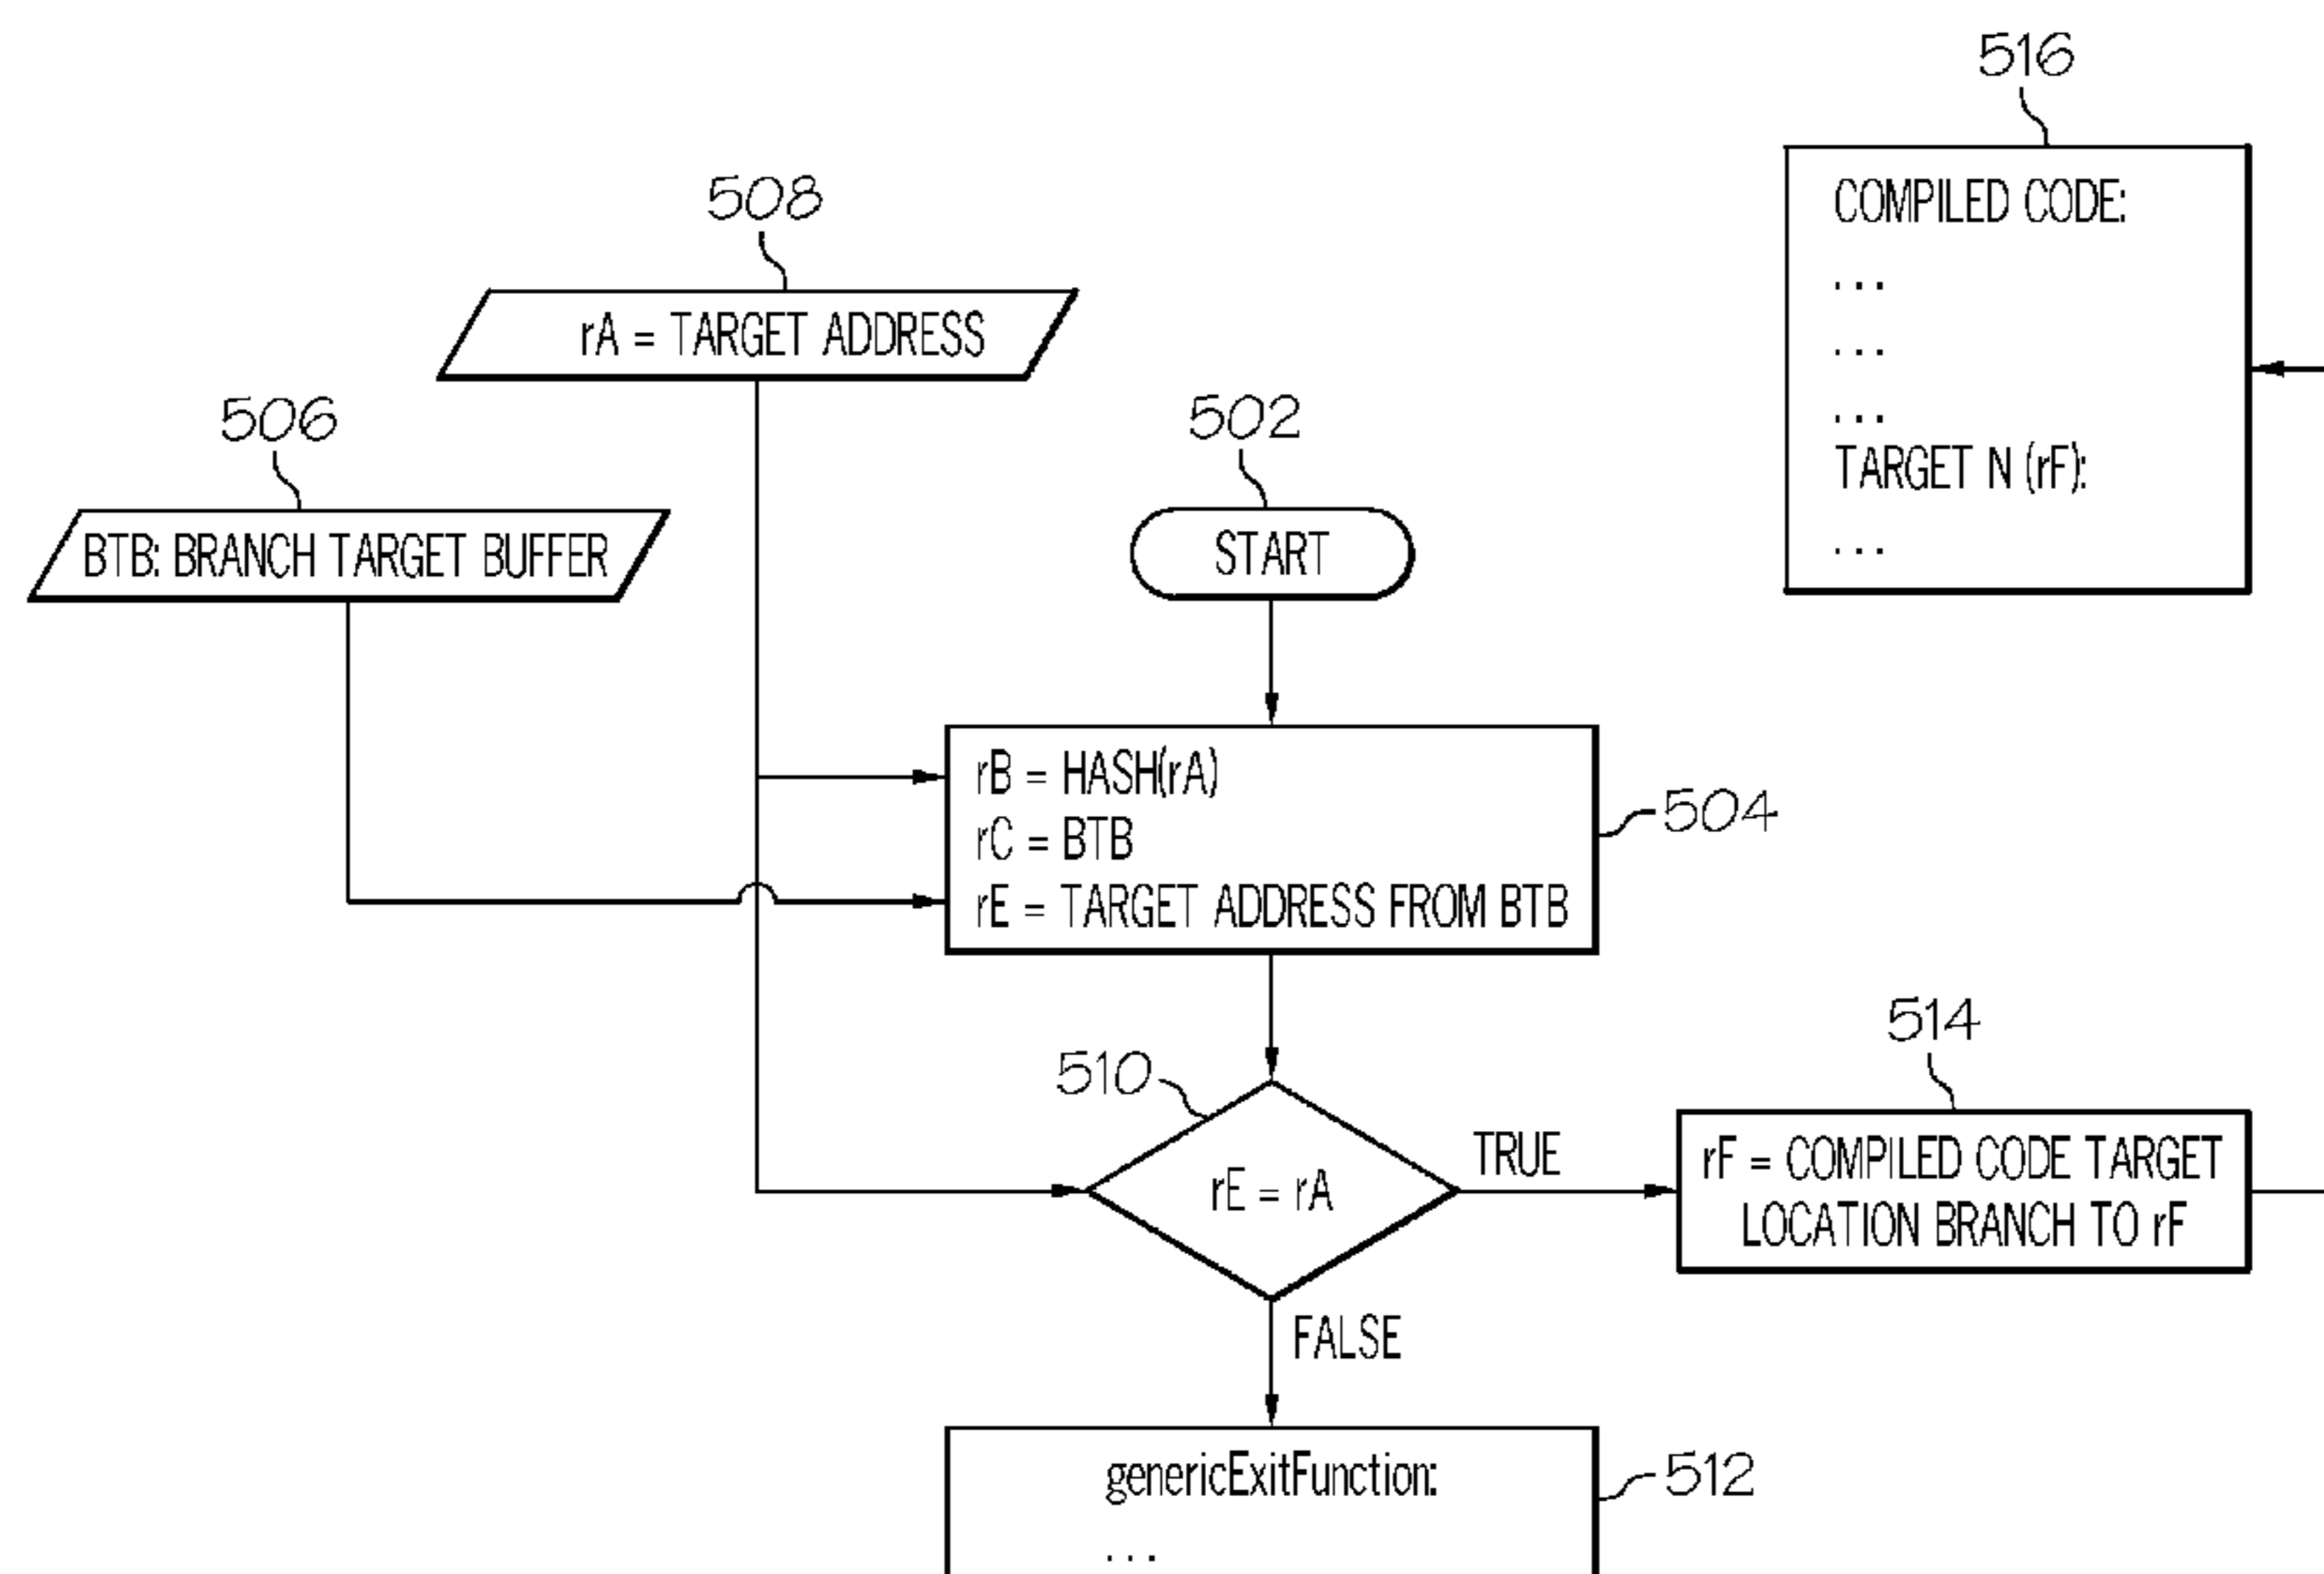 516
COMPILED CODE:
...
...
...
TARGET N (rF):
...
508
rA = TARGET ADDRESS
506
BTB: BRANCH TARGET BUFFER
502
START
rB = HASH(rA)
rC = BTB
rE = TARGET ADDRESS FROM BTB
504
510
rE = rA
TRUE
514
rF = COMPILED CODE TARGET
LOCATION BRANCH TO rF
FALSE
genericExitFunction:
...
512